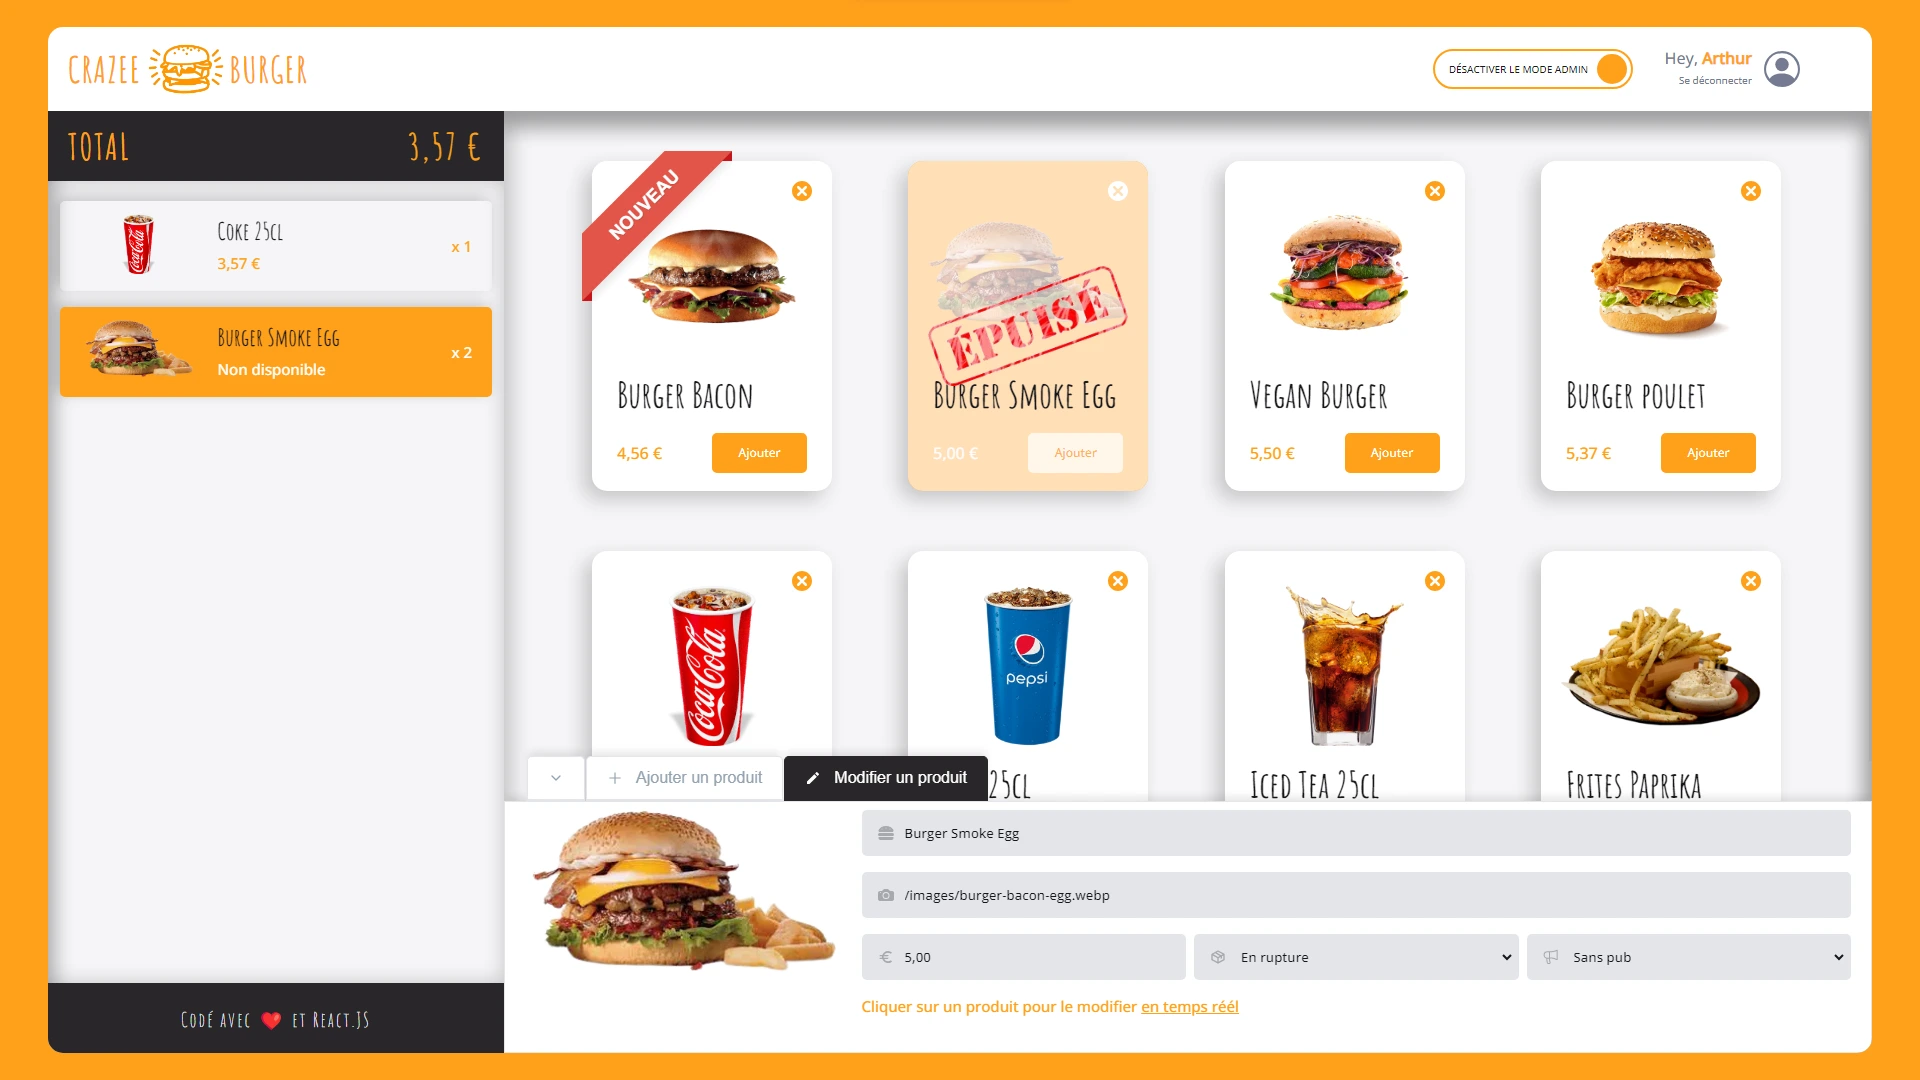 CRAZEE BURGER
DÉSACTIVER LE MODE ADMIN
Hey, Arthur
Se déconnecter
TOTAL 3,57 €
Coke 25cl
3,57 €
x 1
Burger Smoke Egg
Non disponible
x 2
Codé avec ❤️ et React.JS
NOUVEAU
Burger Bacon
4,56 €
Ajouter
ÉPUISÉ
Burger Smoke Egg
5,00 €
Ajouter
Vegan Burger
5,50 €
Ajouter
Burger poulet
5,37 €
Ajouter
Coca-Cola
pepsi
25cl
Iced Tea 25cl
Frites Paprika
Ajouter un produit
Modifier un produit
Burger Smoke Egg
/images/burger-bacon-egg.webp
€ 5,00
En rupture
Sans pub
Cliquer sur un produit pour le modifier en temps réél